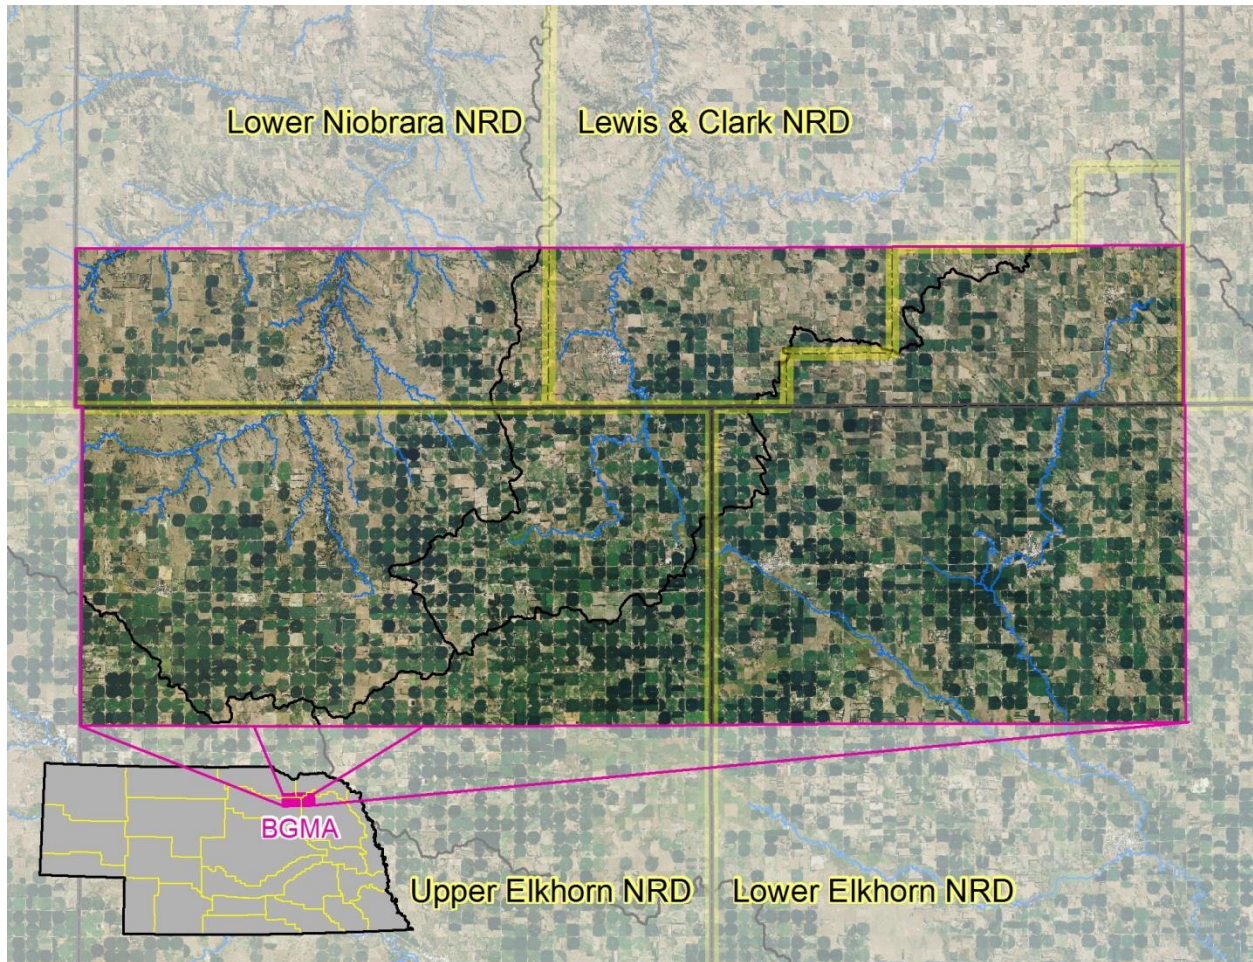 Lower Niobrara NRD
Lewis & Clark NRD
BGMA
Upper Elkhorn NRD
Lower Elkhorn NRD